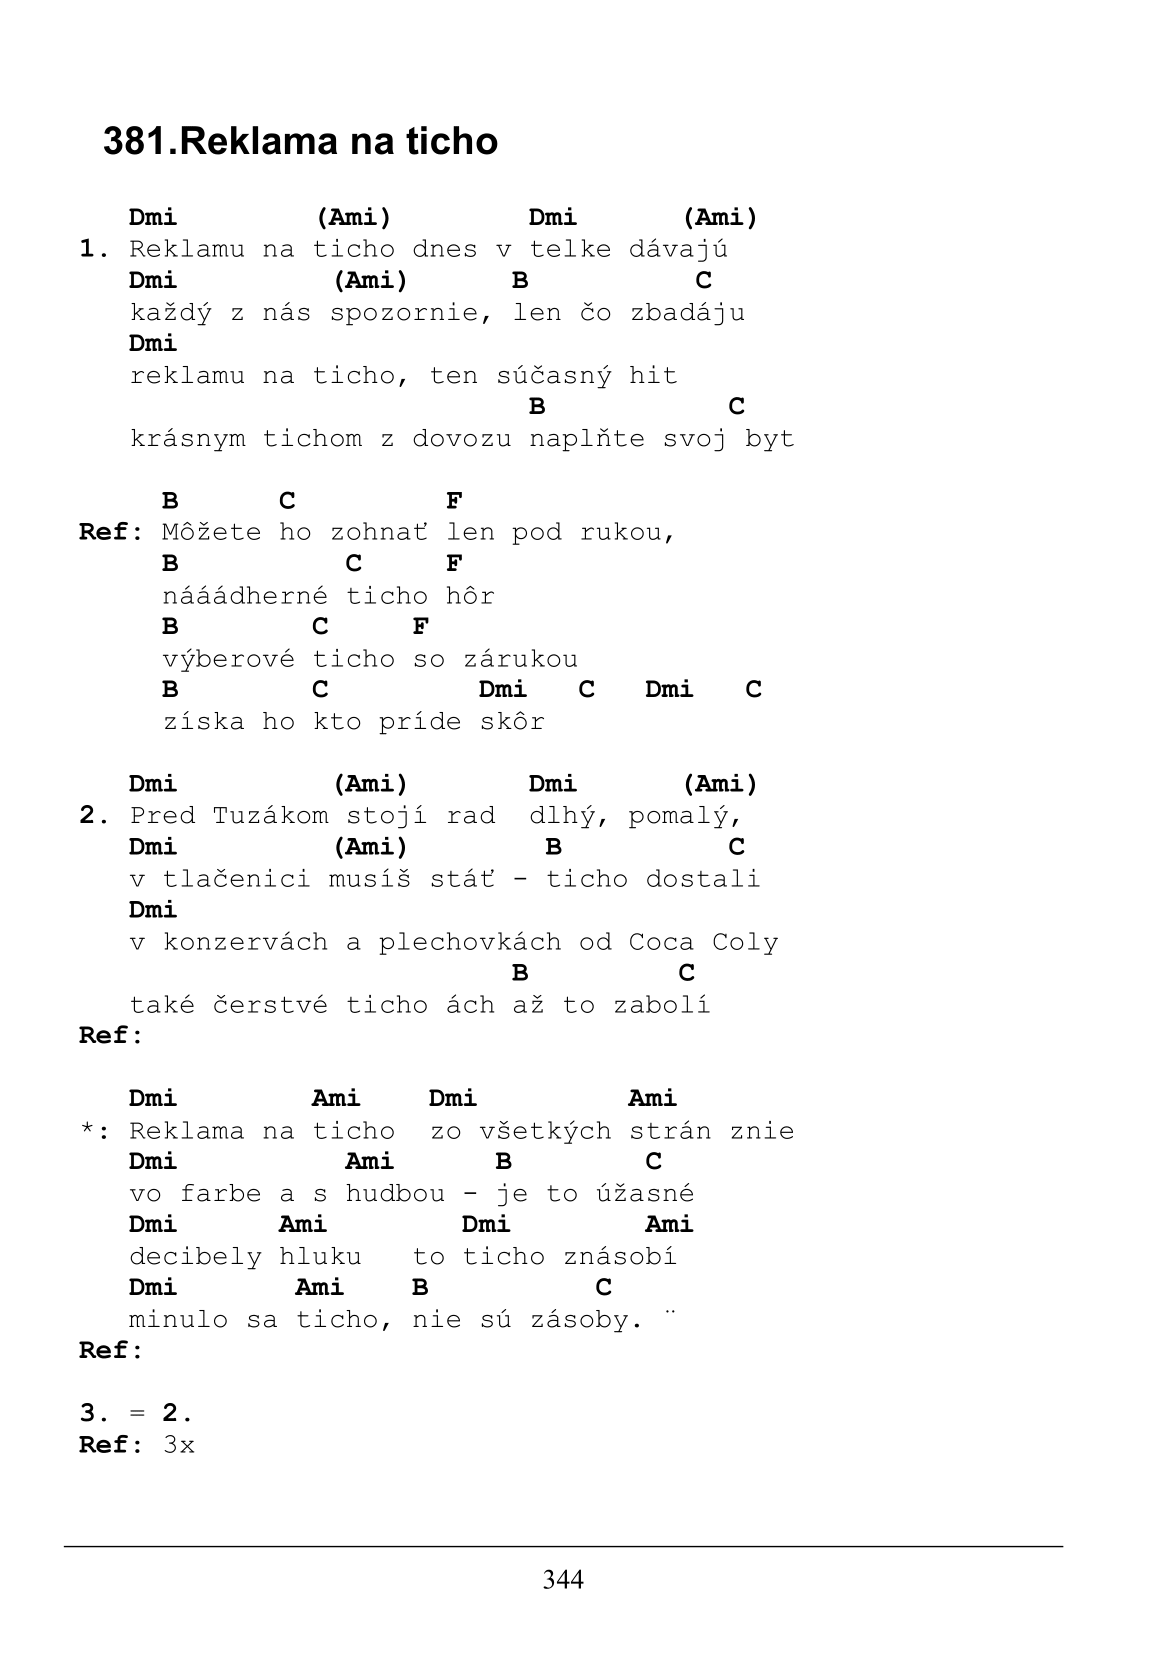 381.Reklama na ticho
Dmi (Ami) Dmi (Ami)
1. Reklamu na ticho dnes v telke dávajú
Dmi (Ami) B C
každý z nás spozornie, len čo zbadáju
Dmi
reklamu na ticho, ten súčasný hit
B C
krásnym tichom z dovozu naplňte svoj byt
B C F
Ref: Môžete ho zohnať len pod rukou,
B C F
nááádherné ticho hôr
B C F
výberové ticho so zárukou
B C Dmi C Dmi C
získa ho kto príde skôr
Dmi (Ami) Dmi (Ami)
2. Pred Tuzákom stojí rad dlhý, pomalý,
Dmi (Ami) B C
v tlačenici musíš stáť - ticho dostali
Dmi
v konzervách a plechovkách od Coca Coly
B C
také čerstvé ticho ách až to zabolí
Ref:
Dmi Ami Dmi Ami
*: Reklama na ticho zo všetkých strán znie
Dmi Ami B C
vo farbe a s hudbou - je to úžasné
Dmi Ami Dmi Ami
decibely hluku to ticho znásobí
Dmi Ami B C
minulo sa ticho, nie sú zásoby. ¨
Ref:
3. = 2.
Ref: 3x
344